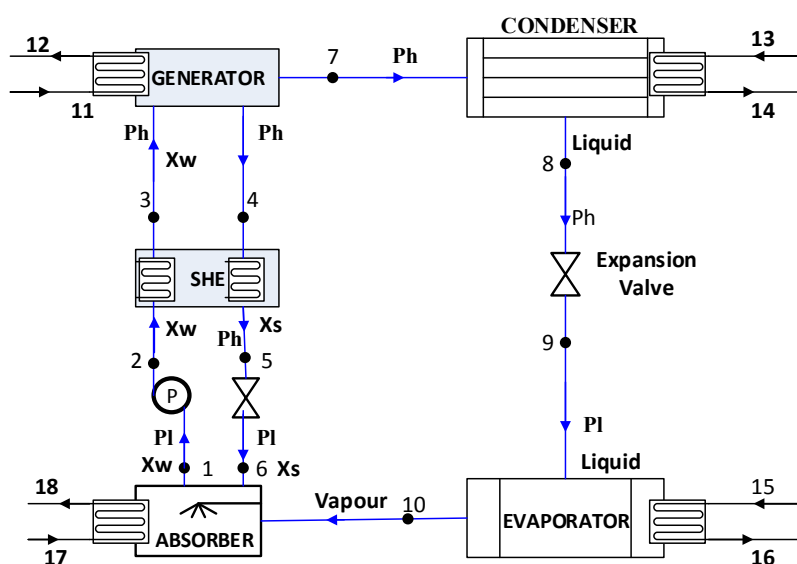 CONDENSER
12
7
13
Ph
GENERATOR
11
14
Ph
Ph
Liquid
Xw
8
3
4
Ph
SHE
Expansion
Valve
Xw
Xs
Ph
9
2
5
P
Pl
Pl
Pl
Xw
1
6
Xs
Liquid
18
Vapour
10
15
ABSORBER
EVAPORATOR
17
16